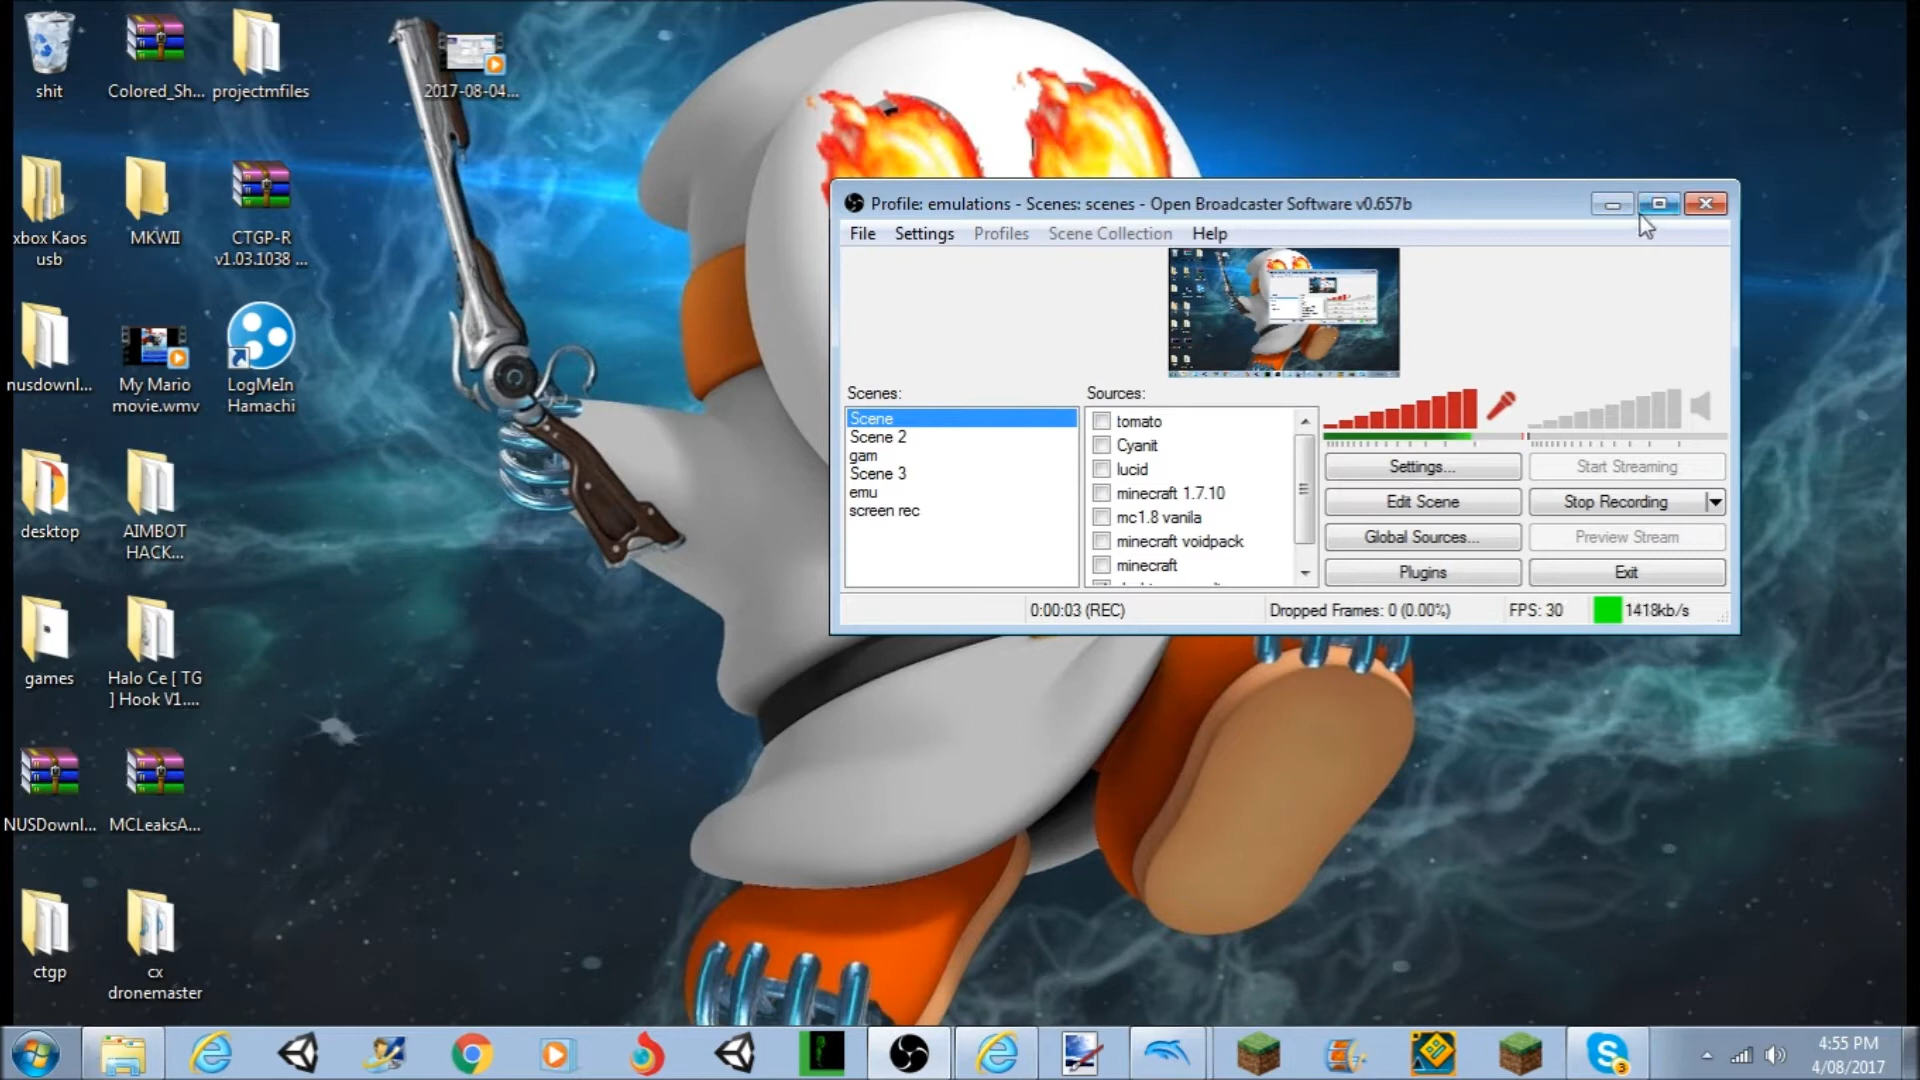 shit
Colored_Sh...
projectmfiles
2017-08-04...
xbox Kaos
usb
MKWII
CTGP-R
v1.03.1038 ...
nusdownl...
My Mario
movie.wmv
LogMeIn
Hamachi
desktop
AIMBOT
HACK...
games
Halo Ce [ TG
] Hook V1....
NUSDownl...
MCLeaksA...
ctgp
cx
dronemaster
Profile: emulations - Scenes: scenes - Open Broadcaster Software v0.657b
File Settings Profiles Scene Collection Help
Scenes:
Scene
Scene 2
gam
Scene 3
emu
screen rec
Sources:
tomato
Cyanit
lucid
minecraft 1.7.10
mc1.8 vanila
minecraft voidpack
minecraft
Settings...
Start Streaming
Edit Scene
Stop Recording
Global Sources...
Preview Stream
Plugins
Exit
0:00:03 (REC)
Dropped Frames: 0 (0.00%)
FPS: 30
1418kb/s
3
4:55 PM
4/08/2017